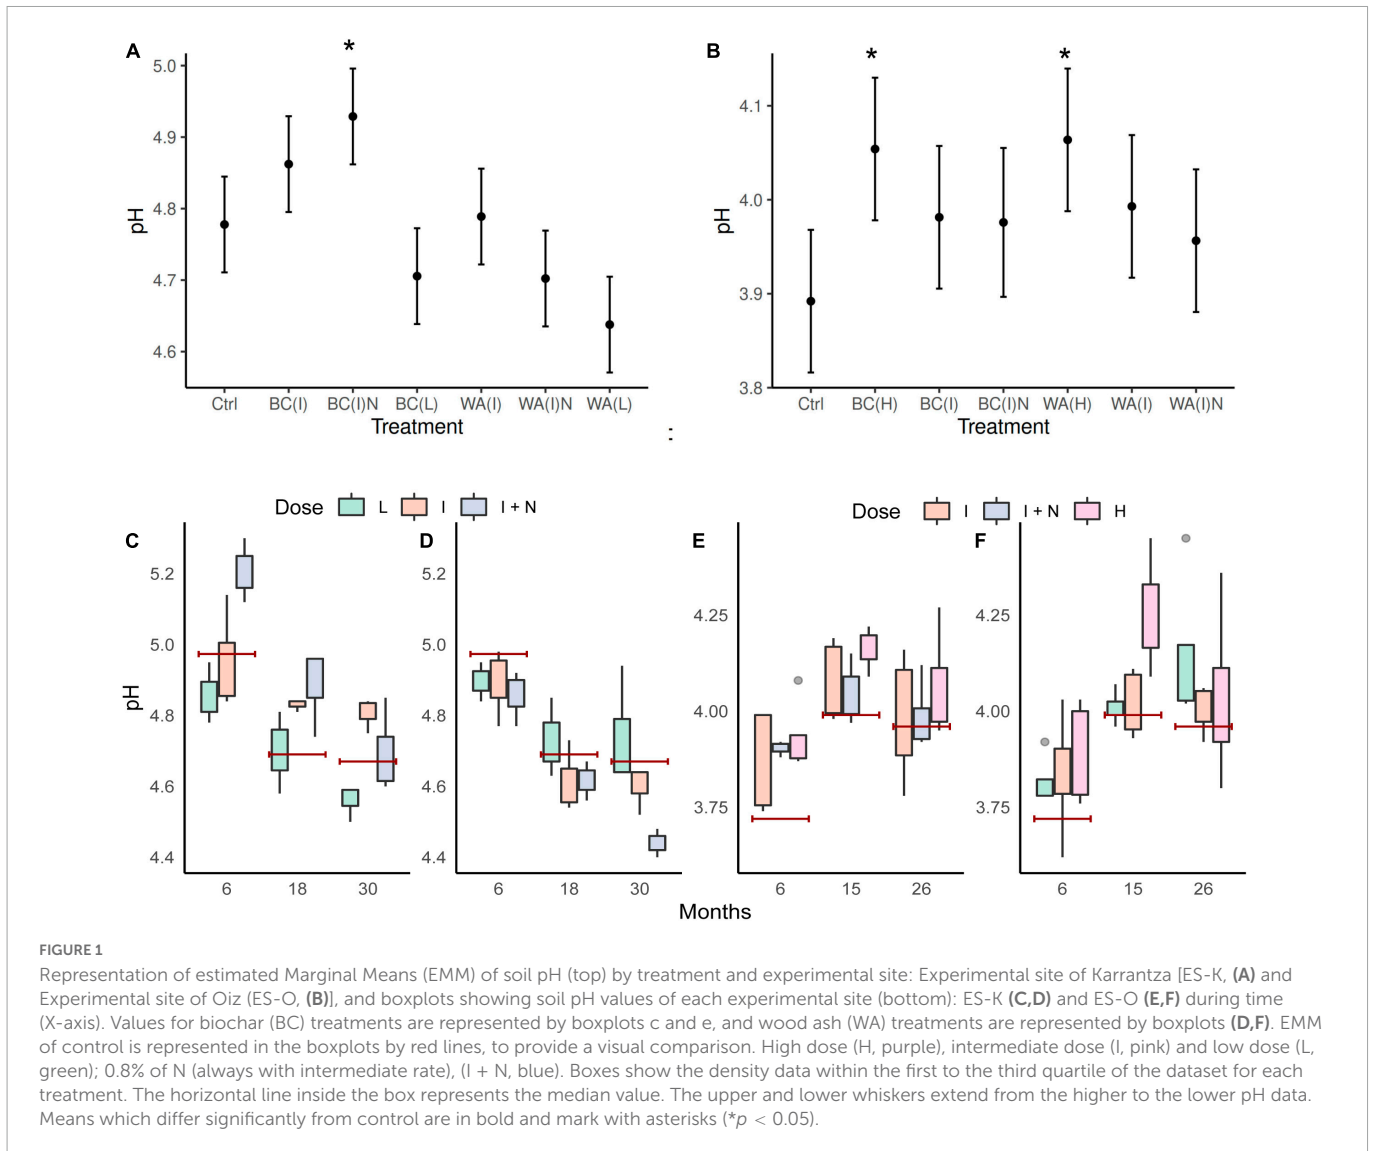 A
*
5.0
4.9
4.8
4.7
4.6
pH
Ctrl BC(I) BC(I)N BC(L) WA(I) WA(I)N WA(L)
Treatment
B
* *
4.1
4.0
3.9
3.8
pH
Ctrl BC(H) BC(I) BC(I)N WA(H) WA(I) WA(I)N
Treatment
:
Dose L I I + N
Dose I I + N H
C
5.2
5.0
4.8
4.6
4.4
pH
6 18 30
D
5.2
5.0
4.8
4.6
4.4
6 18 30
E
4.25
4.00
3.75
6 15 26
F
4.25
4.00
3.75
6 15 26
Months
FIGURE 1
Representation of estimated Marginal Means (EMM) of soil pH (top) by treatment and experimental site: Experimental site of Karrantza [ES-K, (A) and
Experimental site of Oiz (ES-O, (B)], and boxplots showing soil pH values of each experimental site (bottom): ES-K (C,D) and ES-O (E,F) during time
(X-axis). Values for biochar (BC) treatments are represented by boxplots c and e, and wood ash (WA) treatments are represented by boxplots (D,F). EMM
of control is represented in the boxplots by red lines, to provide a visual comparison. High dose (H, purple), intermediate dose (I, pink) and low dose (L,
green); 0.8% of N (always with intermediate rate), (I + N, blue). Boxes show the density data within the first to the third quartile of the dataset for each
treatment. The horizontal line inside the box represents the median value. The upper and lower whiskers extend from the higher to the lower pH data.
Means which differ significantly from control are in bold and mark with asterisks (*p < 0.05).